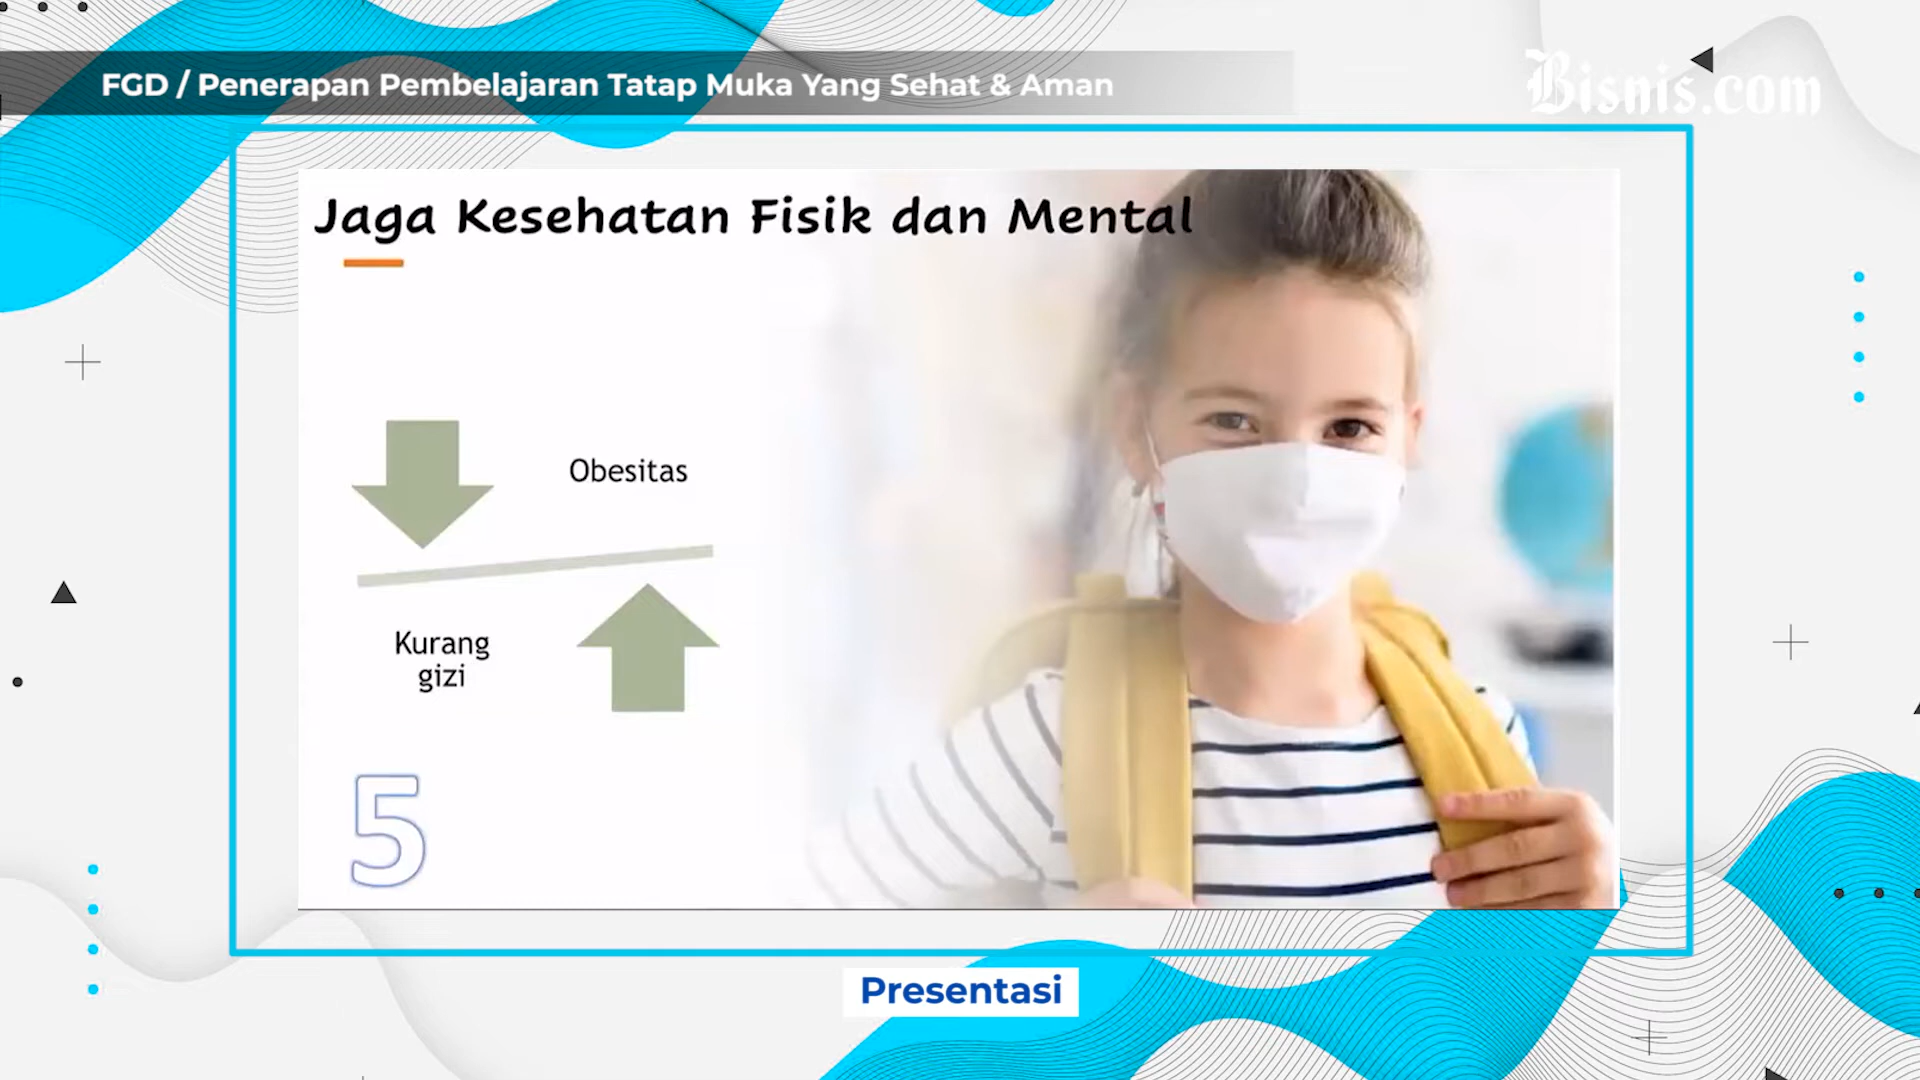 FGD / Penerapan Pembelajaran Tatap Muka Yang Sehat & Aman
Bisnis.com
Jaga Kesehatan Fisik dan Mental
Obesitas
Kurang
gizi
5
Presentasi